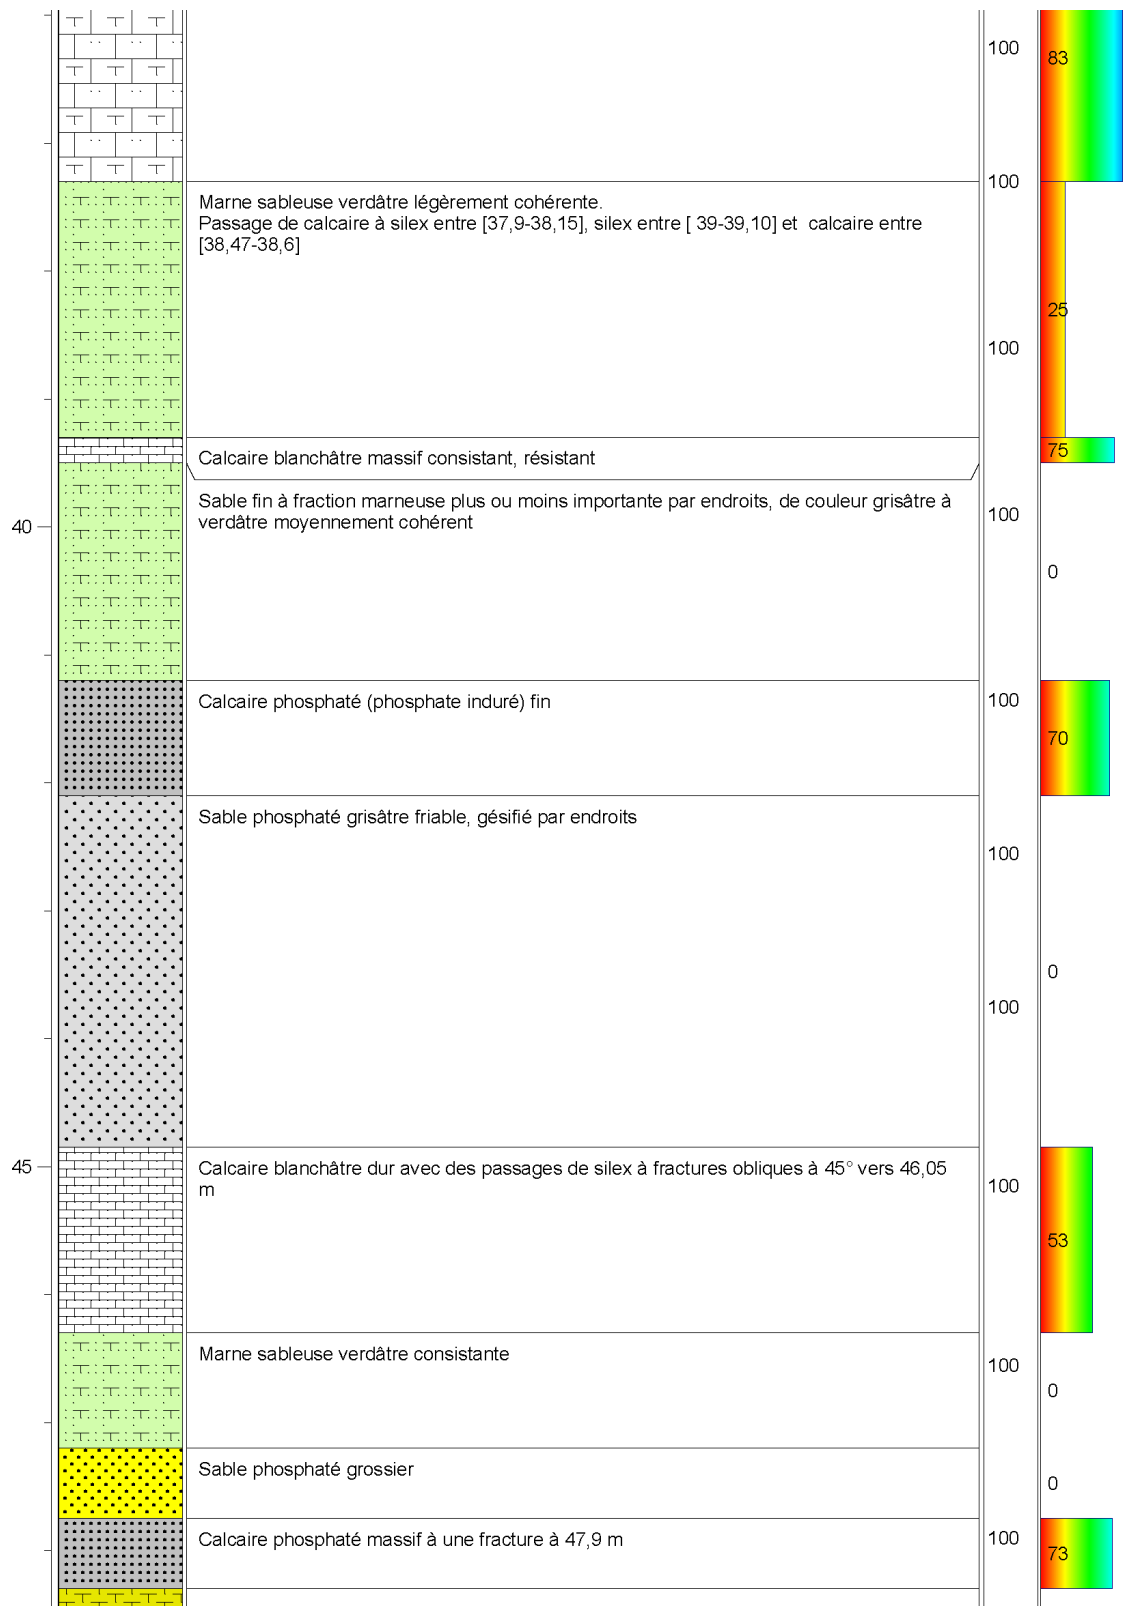 100
83
100
Marne sableuse verdâtre légèrement cohérente.
Passage de calcaire à silex entre [37,9-38,15], silex entre [ 39-39,10] et  calcaire entre
[38,47-38,6]
25
100
75
Calcaire blanchâtre massif consistant, résistant
Sable fin à fraction marneuse plus ou moins importante par endroits, de couleur grisâtre à
verdâtre moyennement cohérent
100
40
0
Calcaire phosphaté (phosphate induré) fin
100
70
Sable phosphaté grisâtre friable, gésifié par endroits
100
0
100
45
Calcaire blanchâtre dur avec des passages de silex à fractures obliques à 45° vers 46,05
m
100
53
Marne sableuse verdâtre consistante
100
0
Sable phosphaté grossier
0
Calcaire phosphaté massif à une fracture à 47,9 m
100
73